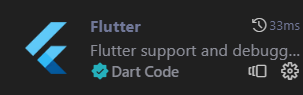 Flutter 33ms
Flutter support and debugg...
Dart Code